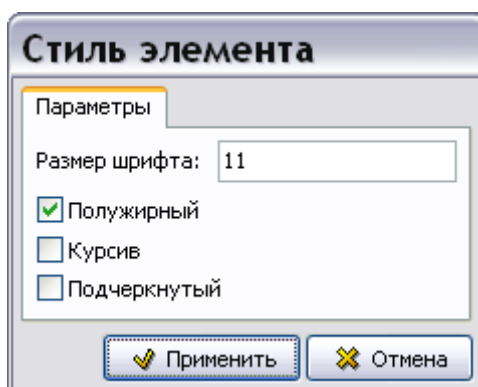 Стиль элемента
Параметры
Размер шрифта: 11
Полужирный
Курсив
Подчеркнутый
Применить Отмена